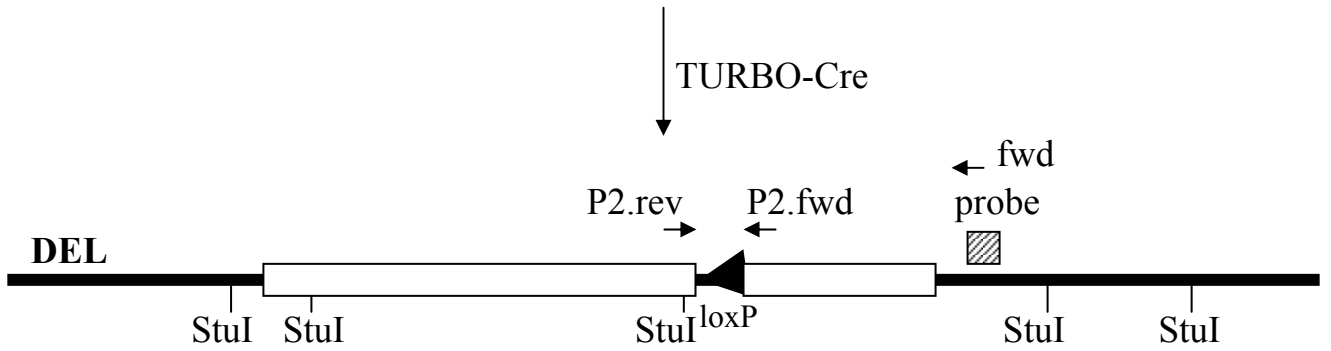 TURBO-Cre
fwd
P2.rev P2.fwd probe
DEL
StuI StuI StuI loxP StuI StuI